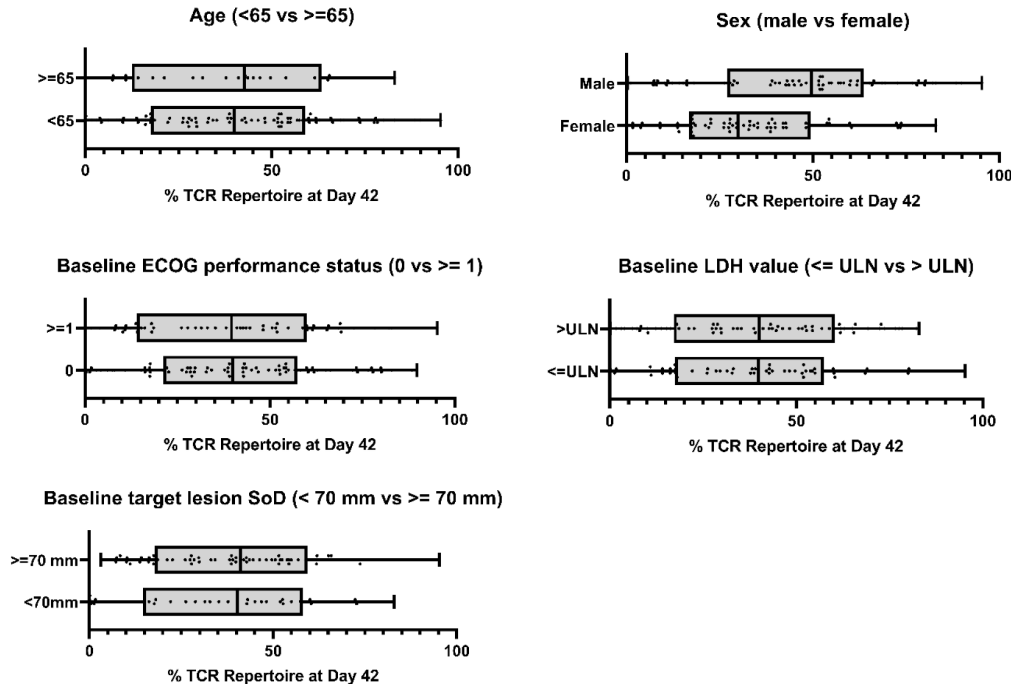 Age (<65 vs >=65)
>=65
<65
0 50 100
% TCR Repertoire at Day 42
Sex (male vs female)
Male
Female
0 50 100
% TCR Repertoire at Day 42
Baseline ECOG performance status (0 vs >= 1)
>=1
0
0 50 100
% TCR Repertoire at Day 42
Baseline LDH value (<= ULN vs > ULN)
>ULN
<=ULN
0 50 100
% TCR Repertoire at Day 42
Baseline target lesion SoD (< 70 mm vs >= 70 mm)
>=70 mm
<70mm
0 50 100
% TCR Repertoire at Day 42